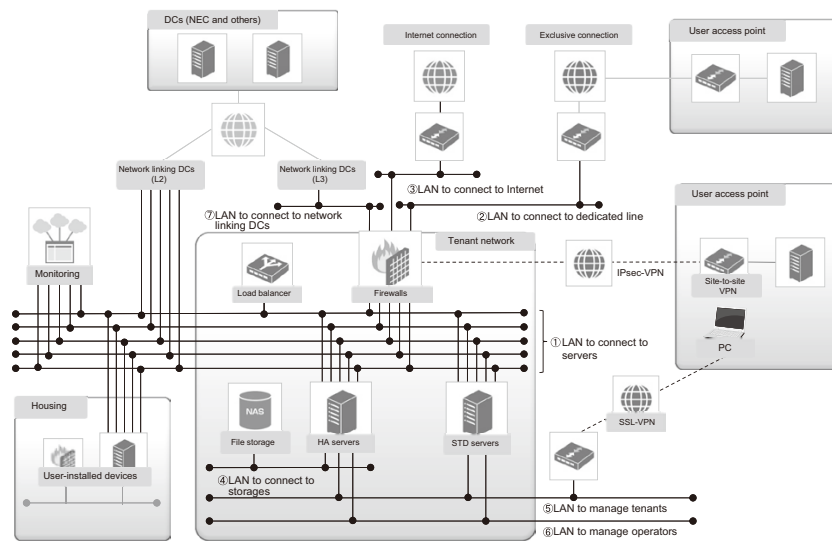 DCs (NEC and others)
Internet connection
Exclusive connection
User access point
Network linking DCs
(L2)
Network linking DCs
(L3)
③LAN to connect to Internet
⑦LAN to connect to network
linking DCs
②LAN to connect to dedicated line
User access point
Tenant network
Monitoring
Load balancer
Firewalls
IPsec-VPN
Site-to-site
VPN
①LAN to connect to
servers
PC
Housing
NAS
SSL-VPN
File storage
HA servers
STD servers
User-installed devices
④LAN to connect to
storages
⑤LAN to manage tenants
⑥LAN to manage operators